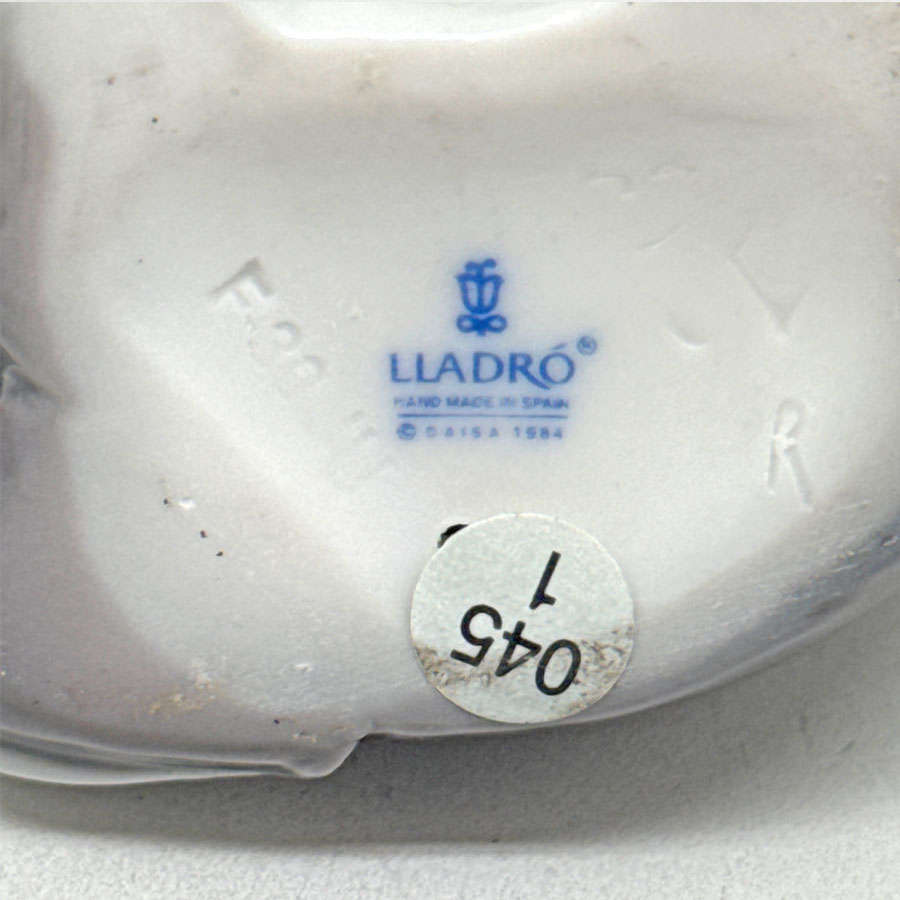 LLADRÓ®
HAND MADE IN SPAIN
© DAISA 1984
R
045
1